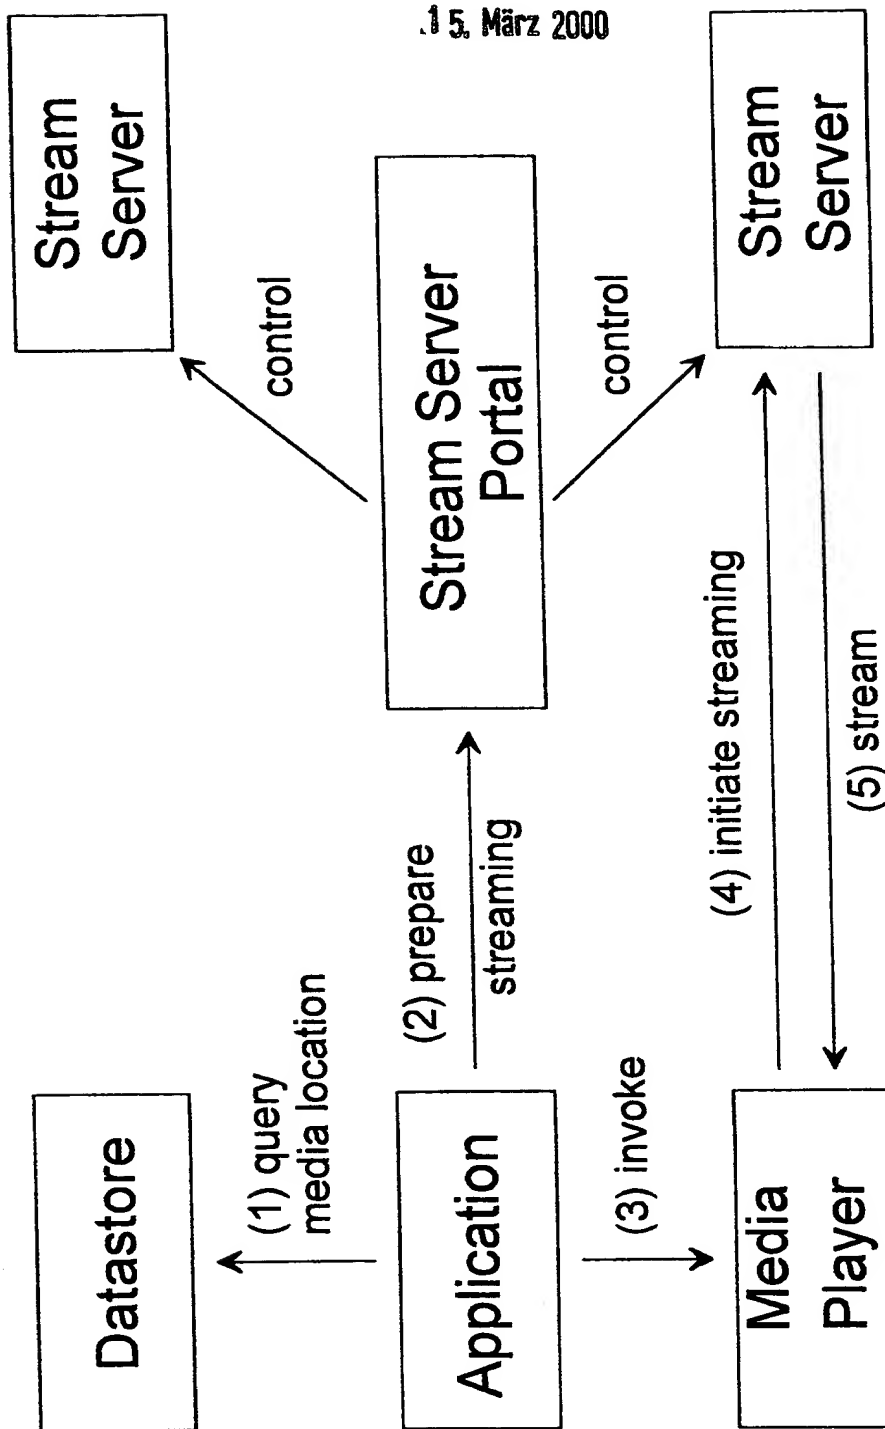 15. März 2000
Datastore
(1) query
media location
Application
(2) prepare
streaming
(3) invoke
Media
Player
Stream
Server
control
Stream Server
Portal
control
(4) initiate streaming
(5) stream
Stream
Server